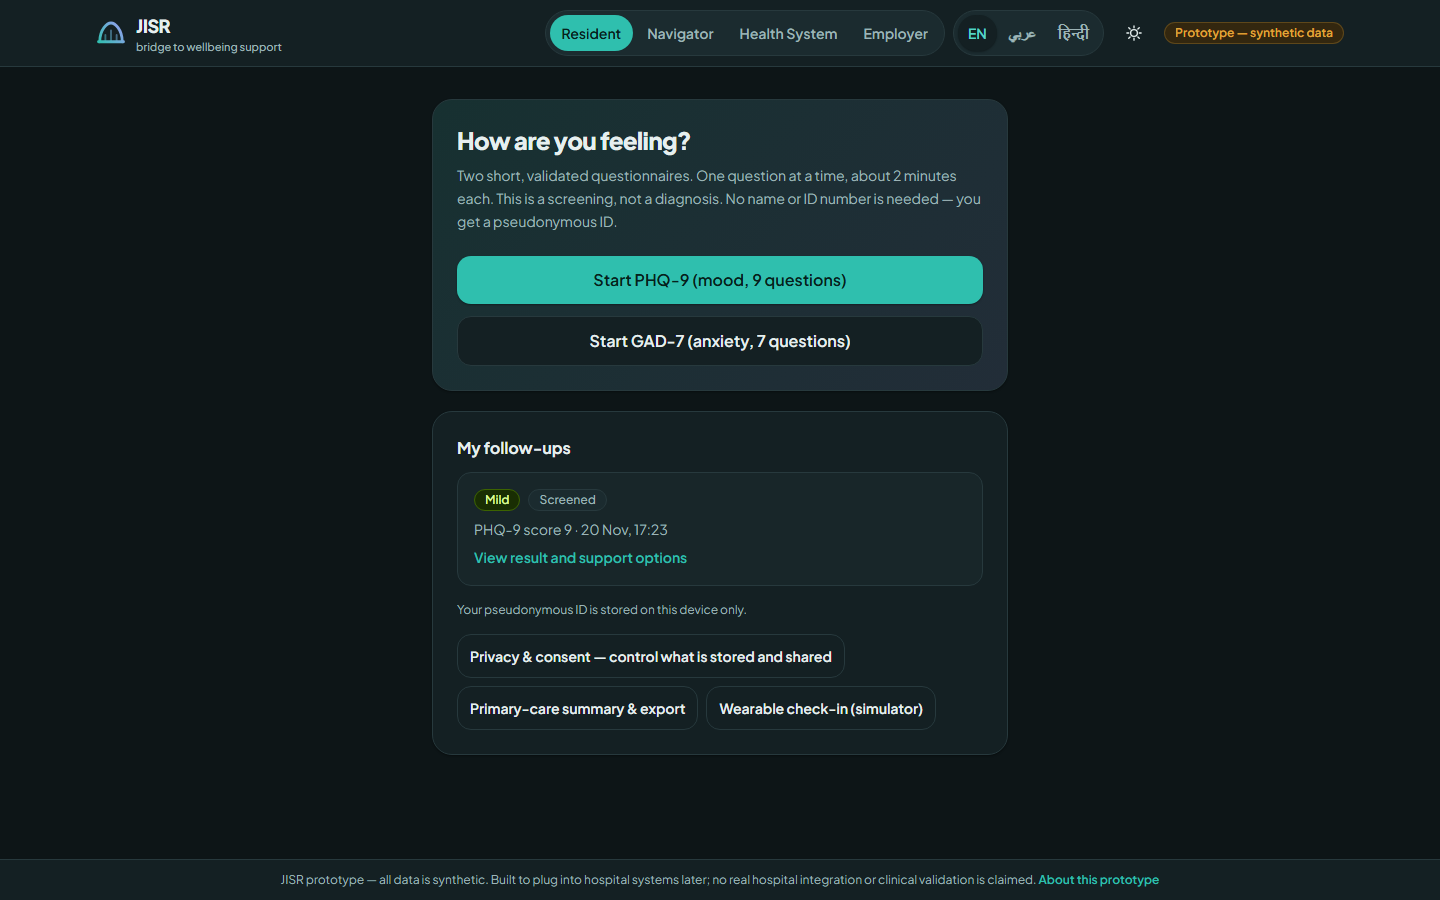 JISR
bridge to wellbeing support
Resident
Navigator
Health System
Employer
EN
عربي
हिन्दी
Prototype — synthetic data
How are you feeling?
Two short, validated questionnaires. One question at a time, about 2 minutes
each. This is a screening, not a diagnosis. No name or ID number is needed — you
get a pseudonymous ID.
Start PHQ-9 (mood, 9 questions)
Start GAD-7 (anxiety, 7 questions)
My follow-ups
Mild
Screened
PHQ-9 score 9 · 20 Nov, 17:23
View result and support options
Your pseudonymous ID is stored on this device only.
Privacy & consent — control what is stored and shared
Primary-care summary & export
Wearable check-in (simulator)
JISR prototype — all data is synthetic. Built to plug into hospital systems later; no real hospital integration or clinical validation is claimed. About this prototype